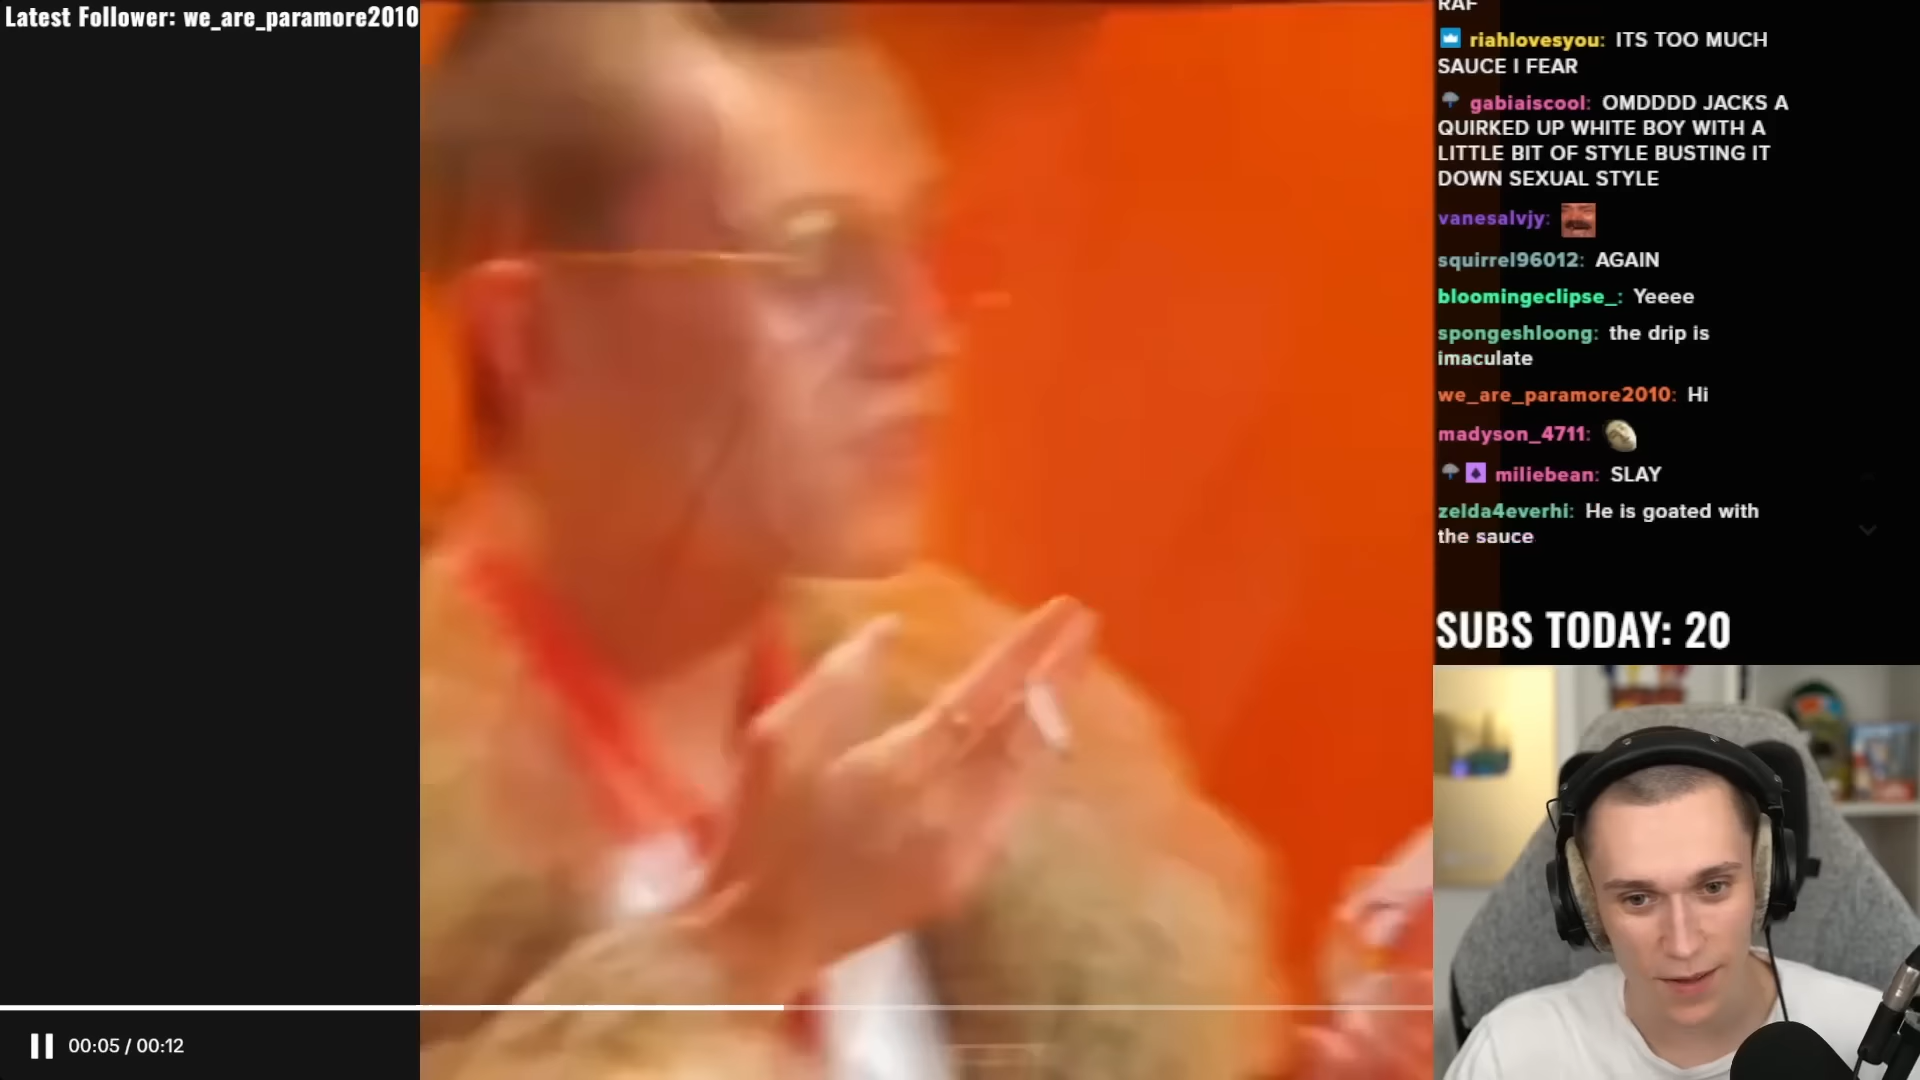 Latest Follower: we_are_paramore2010
RAF
riahlovesyou: ITS TOO MUCH
SAUCE I FEAR
gabiaiscool: OMDDDD JACKS A
QUIRKED UP WHITE BOY WITH A
LITTLE BIT OF STYLE BUSTING IT
DOWN SEXUAL STYLE
vanesalvjy:
squirrel96012: AGAIN
bloomingeclipse_: Yeeee
spongeshloong: the drip is
imaculate
we_are_paramore2010: Hi
madyson_4711:
miliebean: SLAY
zelda4everhi: He is goated with
the sauce
SUBS TODAY: 20
00:05 / 00:12